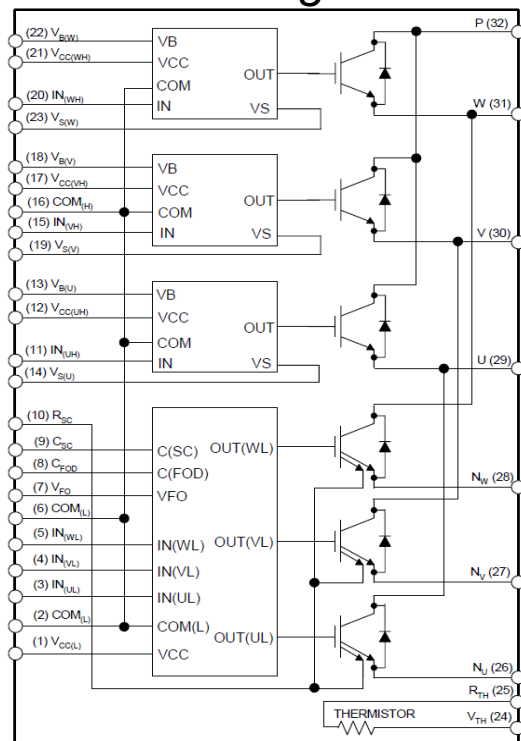 (22) VB(W)
(21) VCC(WH)
(20) IN(WH)
(23) VS(W)
VB
VCC
COM
IN
OUT
VS
P (32)
W (31)
(18) VB(V)
(17) VCC(VH)
(16) COM(H)
(15) IN(VH)
(19) VS(V)
VB
VCC
COM
IN
OUT
VS
V (30)
(13) VB(U)
(12) VCC(UH)
(11) IN(UH)
(14) VS(U)
VB
VCC
COM
IN
OUT
VS
U (29)
(10) RSC
(9) CSC
(8) CFOD
(7) VFO
(6) COM(L)
(5) IN(WL)
(4) IN(VL)
(3) IN(UL)
(2) COM(L)
(1) VCC(L)
C(SC)
C(FOD)
VFO
IN(WL)
IN(VL)
IN(UL)
COM(L)
VCC
OUT(WL)
OUT(VL)
OUT(UL)
NW (28)
NV (27)
NU (26)
RTH (25)
VTH (24)
THERMISTOR